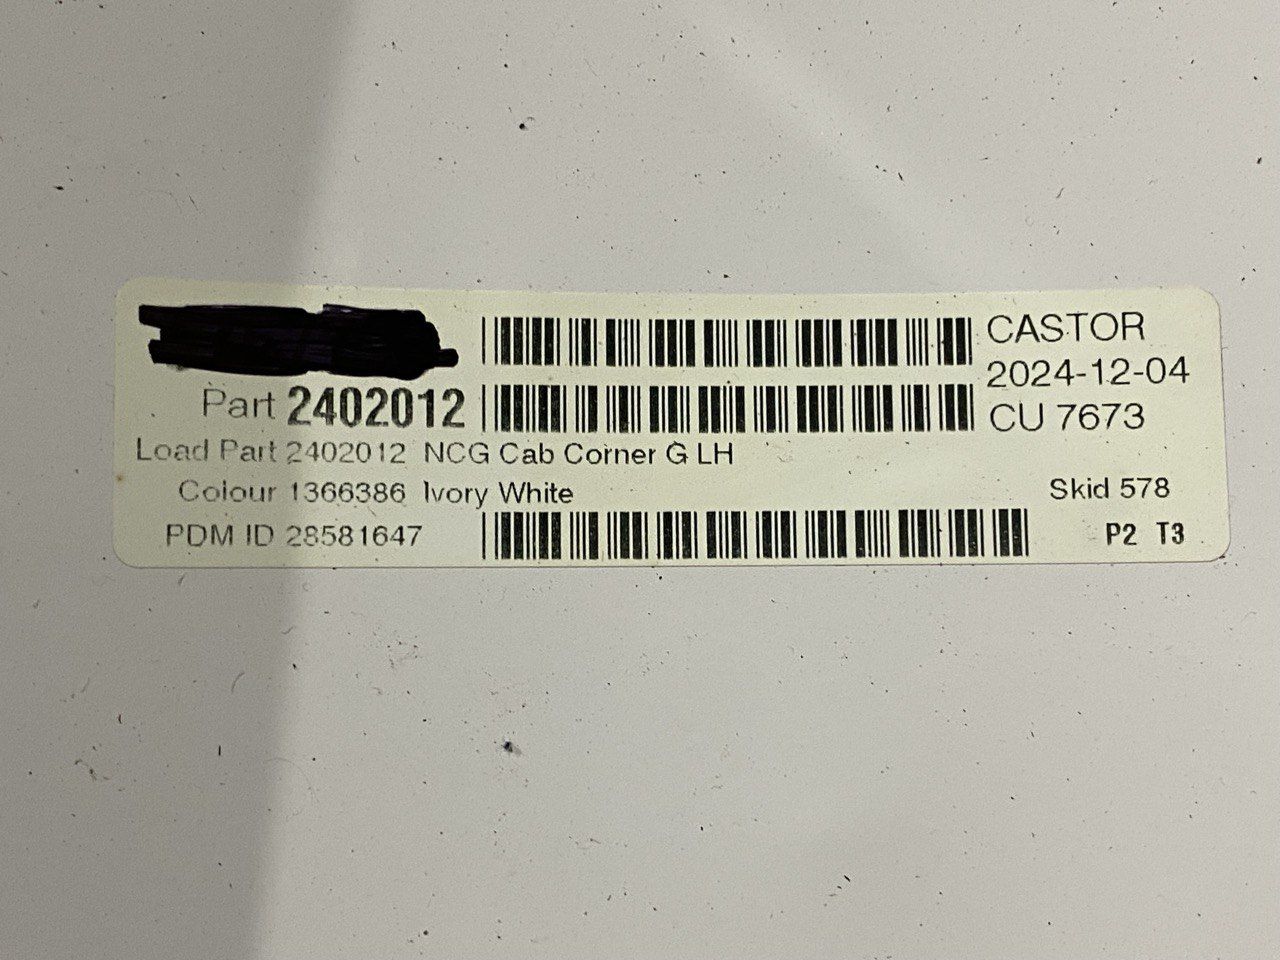 CASTOR
2024-12-04
Part 2402012
CU 7673
Load Part 2402012 NCG Cab Corner G LH
Colour 1366386 Ivory White
Skid 578
PDM ID 28581647
P2 T3